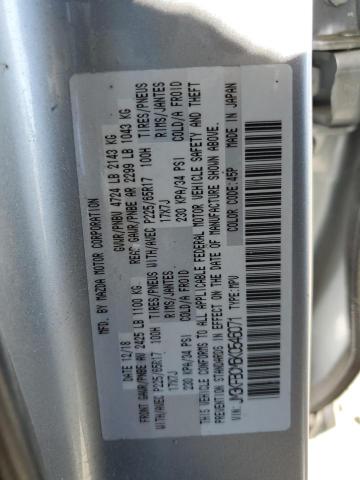 MFD. BY MAZDA MOTOR CORPORATION
DATE 12/18 GVWR/PNBV 4724 LB 2143 KG
FRONT GAWR/PNBE AV 2425 LB 1100 KG REAR GAWR/PNBE AR 2299 LB 1043 KG
TIRES/PNEUS WITH/AVEC P225/65R17 100H TIRES/PNEUS
WITH/AVEC P225/65R17 100H RIMS/JANTES
RIMS/JANTES 17X7J 17X7J
230 KPA/34 PSI COLD/A FROID 230 KPA/34 PSI COLD/A FROID
THIS VEHICLE CONFORMS TO ALL APPLICABLE FEDERAL MOTOR VEHICLE SAFETY AND THEFT
PREVENTION STANDARDS IN EFFECT ON THE DATE OF MANUFACTURE SHOWN ABOVE.
TYPE: MPV COLOR CODE: 45P MADE IN JAPAN